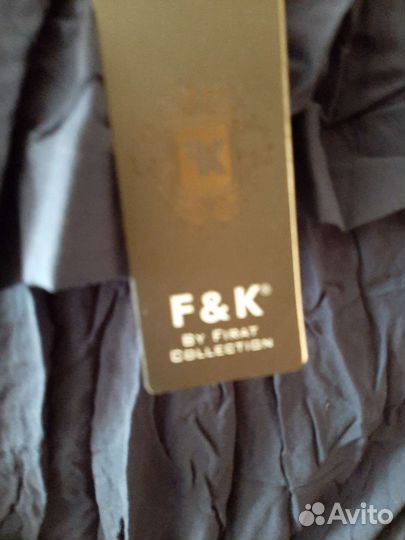 F & K®
BY FIRAT
COLLECTION
Avito